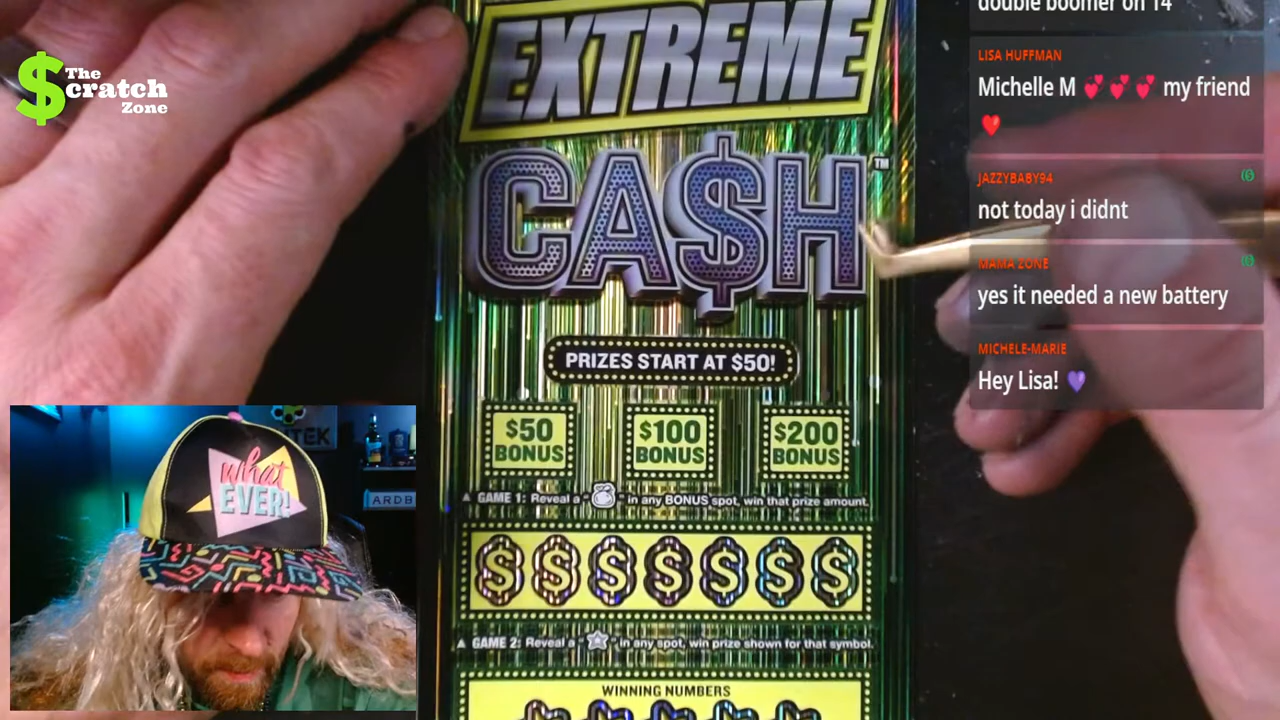 The
$cratch
Zone
EXTREME
CA$H™
PRIZES START AT $50!
$50
BONUS
$100
BONUS
$200
BONUS
GAME 1: Reveal a " " in any BONUS spot, win that prize amount.
$ $ $ $ $ $ $
GAME 2: Reveal a " " in any spot, win prize shown for that symbol.
WINNING NUMBERS
what
EVER!
TEK
ARDB
double boomer on 14
LISA HUFFMAN
Michelle M 💞 💞 💞 my friend
❤️
JAZZYBABY94
not today i didnt
MAMA ZONE
yes it needed a new battery
MICHELE-MARIE
Hey Lisa! 💜